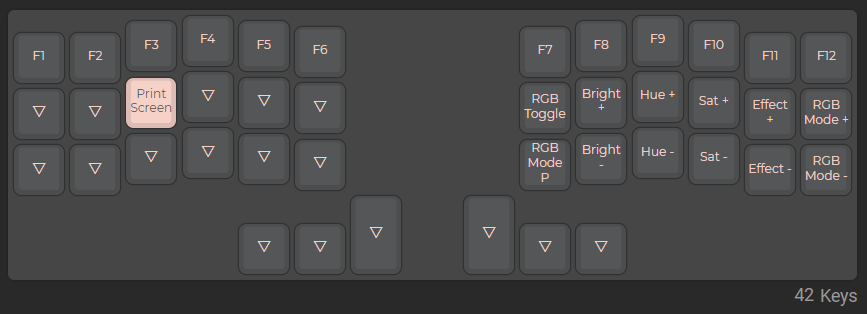 F1 F2 F3 F4 F5 F6 F7 F8 F9 F10 F11 F12
▽ ▽ Print
Screen ▽ ▽ ▽ RGB
Toggle Bright
+ Hue + Sat + Effect
+ RGB
Mode +
▽ ▽ ▽ ▽ ▽ ▽ RGB
Mode
P Bright
- Hue - Sat - Effect - RGB
Mode -
▽ ▽ ▽ ▽ ▽ ▽
42 Keys